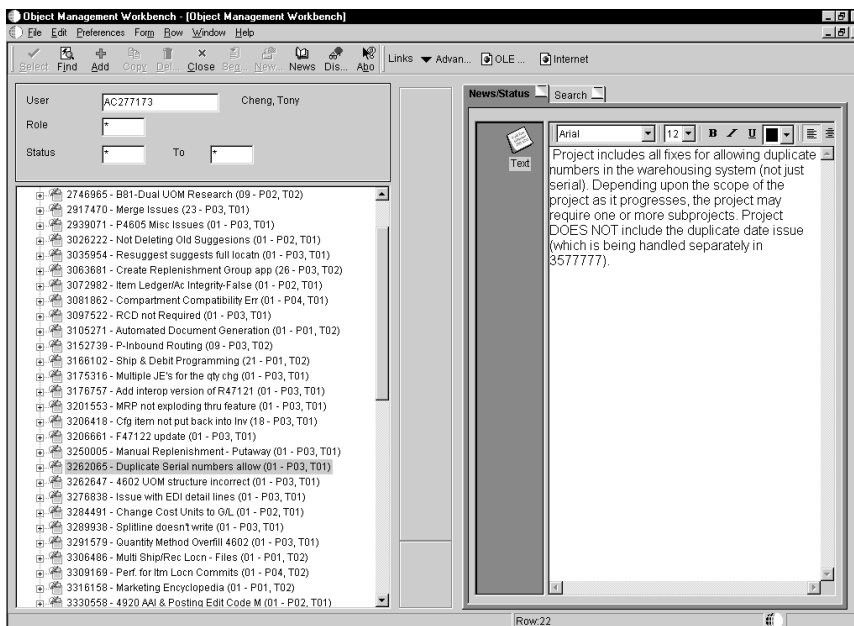 Object Management Workbench - [Object Management Workbench]
File Edit Preferences Form Row Window Help
Select Find Add Copy Del... Close Beg... New... News Dis... Abo Links Advan... OLE ... Internet
User AC277173 Cheng, Tony
Role *
Status * To *
2746965 - B81-Dual UOM Research (09 - P02, T02)
2917470 - Merge Issues (23 - P03, T01)
2939071 - P4605 Misc Issues (01 - P03, T01)
3026222 - Not Deleting Old Suggesions (01 - P02, T01)
3035954 - Resuggest suggests full locatn (01 - P03, T01)
3063681 - Create Replenishment Group app (26 - P03, T02)
3072982 - Item Ledger/Ac Integrity-False (01 - P02, T01)
3081862 - Compartment Compatibility Err (01 - P04, T01)
3097522 - RCD not Required (01 - P03, T01)
3105271 - Automated Document Generation (01 - P01, T02)
3152739 - P-Inbound Routing (09 - P03, T02)
3166102 - Ship & Debit Programming (21 - P01, T02)
3175316 - Multiple JE's for the qty chg (01 - P03, T01)
3176757 - Add interop version of R47121 (01 - P03, T01)
3201553 - MRP not exploding thru feature (01 - P03, T01)
3206418 - Cfg item not put back into Inv (18 - P03, T01)
3206661 - F47122 update (01 - P03, T01)
3250005 - Manual Replenishment - Putaway (01 - P03, T01)
3262065 - Duplicate Serial numbers allow (01 - P03, T01)
3262647 - 4602 UOM structure incorrect (01 - P03, T01)
3276838 - Issue with EDI detail lines (01 - P03, T01)
3284491 - Change Cost Units to G/L (01 - P02, T01)
3289938 - Splitline doesn't write (01 - P03, T01)
3291579 - Quantity Method Overfill 4602 (01 - P03, T01)
3306486 - Multi Ship/Rec Locn - Files (01 - P01, T02)
3309169 - Perf. for Itm Locn Commits (01 - P04, T02)
3316158 - Marketing Encyclopedia (01 - P01, T02)
3330558 - 4920 AAI & Posting Edit Code M (01 - P02, T01)
News/Status Search
Text
Arial 12 B I U
Project includes all fixes for allowing duplicate
numbers in the warehousing system (not just
serial). Depending upon the scope of the
project as it progresses, the project may
require one or more subprojects. Project
DOES NOT include the duplicate date issue
(which is being handled separately in
3577777).
Row:22